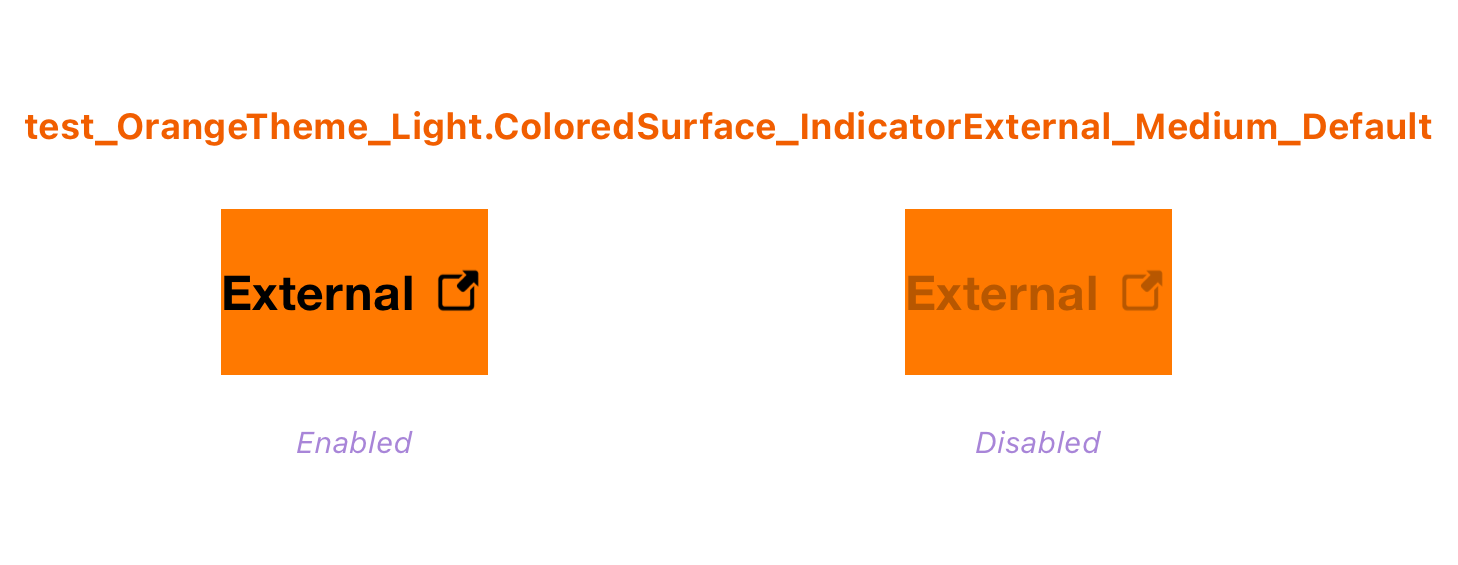 test_OrangeTheme_Light.ColoredSurface_IndicatorExternal_Medium_Default
External
External
Enabled
Disabled